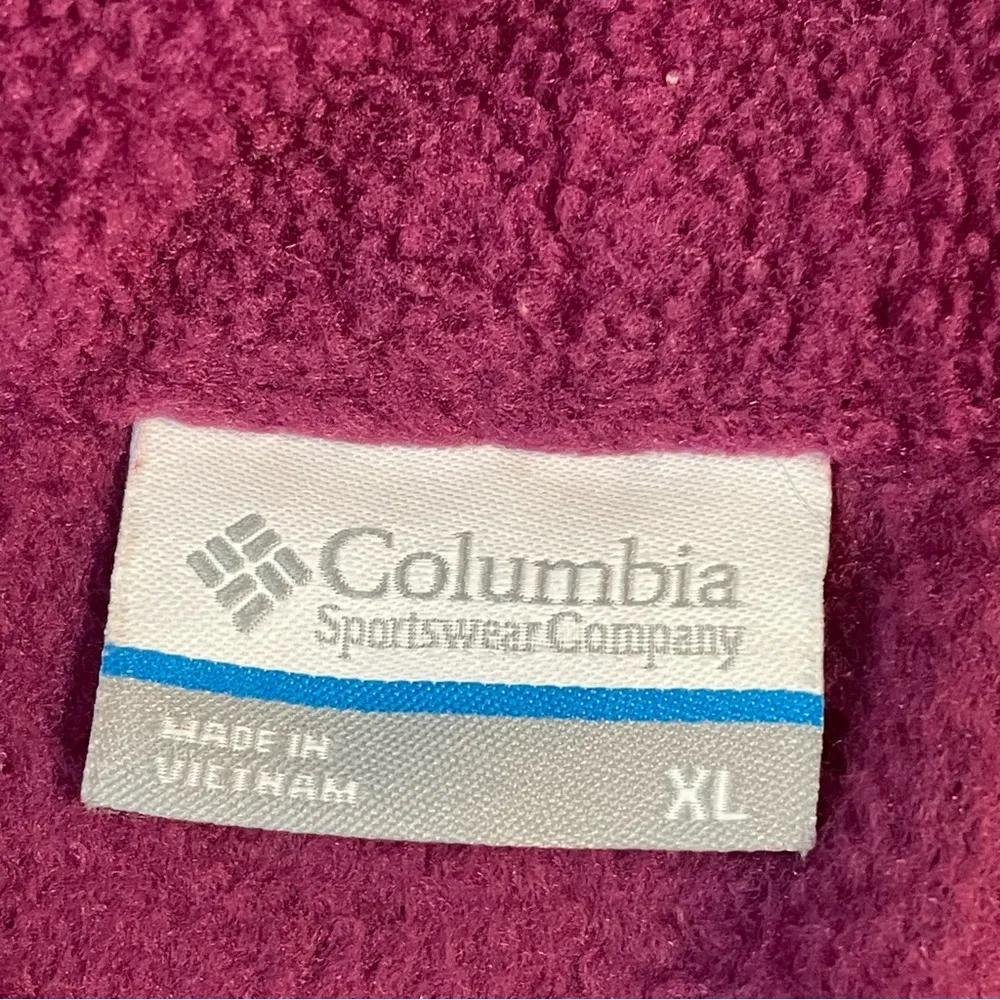 Columbia
Sportswear Company
MADE IN
VIETNAM
XL